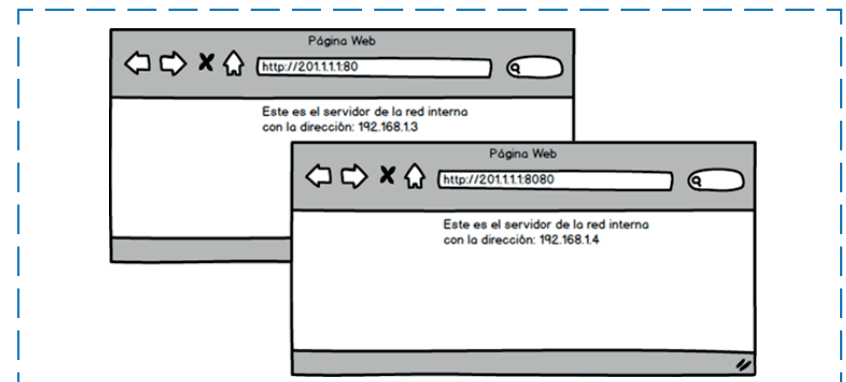 Página Web
http://201.1.1.1:80
Este es el servidor de la red interna
con la dirección: 192.168.1.3
Página Web
http://201.1.1.1:8080
Este es el servidor de la red interna
con la dirección: 192.168.1.4